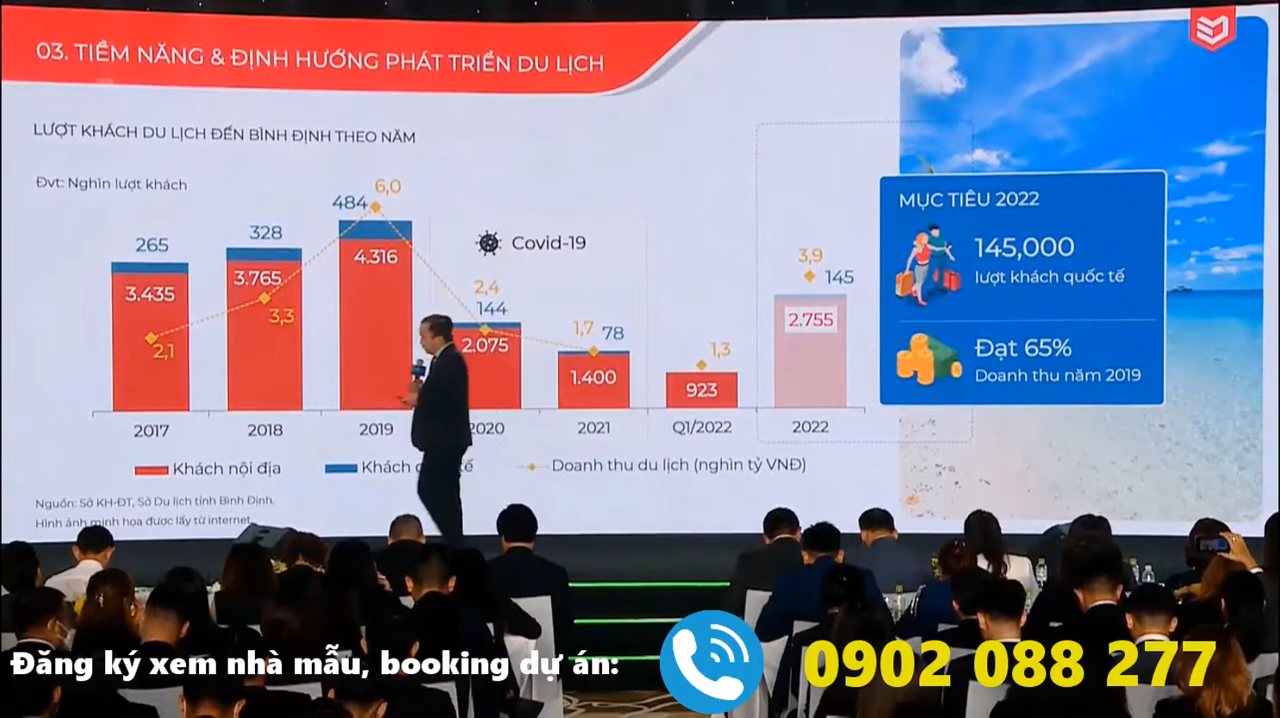 03. TIỀM NĂNG & ĐỊNH HƯỚNG PHÁT TRIỂN DU LỊCH
LƯỢT KHÁCH DU LỊCH ĐẾN BÌNH ĐỊNH THEO NĂM
Đvt: Nghìn lượt khách
265
328
484
6,0
3.435
3.765
4.316
2,1
3,3
Covid-19
2,4
144
2.075
1,7 78
1.400
1,3
923
3,9
145
2.755
2017 2018 2019 2020 2021 Q1/2022 2022
Khách nội địa Khách Doanh thu du lịch (nghìn tỷ VNĐ)
Nguồn: Sở KH-ĐT, Sở Du lịch tỉnh Bình Định.
Hình ảnh minh họa được lấy từ internet.
MỤC TIÊU 2022
145,000
lượt khách quốc tế
Đạt 65%
Doanh thu năm 2019
Đăng ký xem nhà mẫu, booking dự án:
0902 088 277